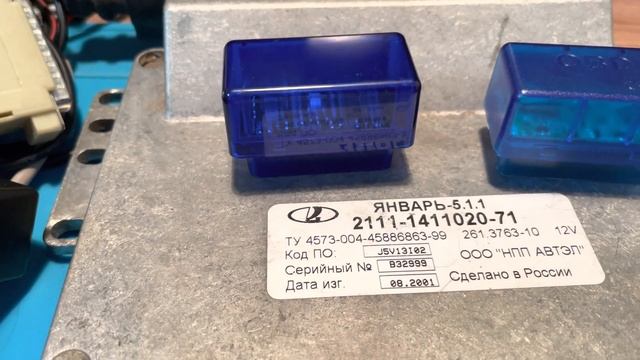 ЯНВАРЬ-5.1.1
2111-1411020-71
ТУ 4573-004-45886863-99 261.3763-10 12V
Код ПО: J5V13I02 ООО "НПП АВТЭЛ"
Серийный № B32999
Дата изг. 08.2001 Сделано в России